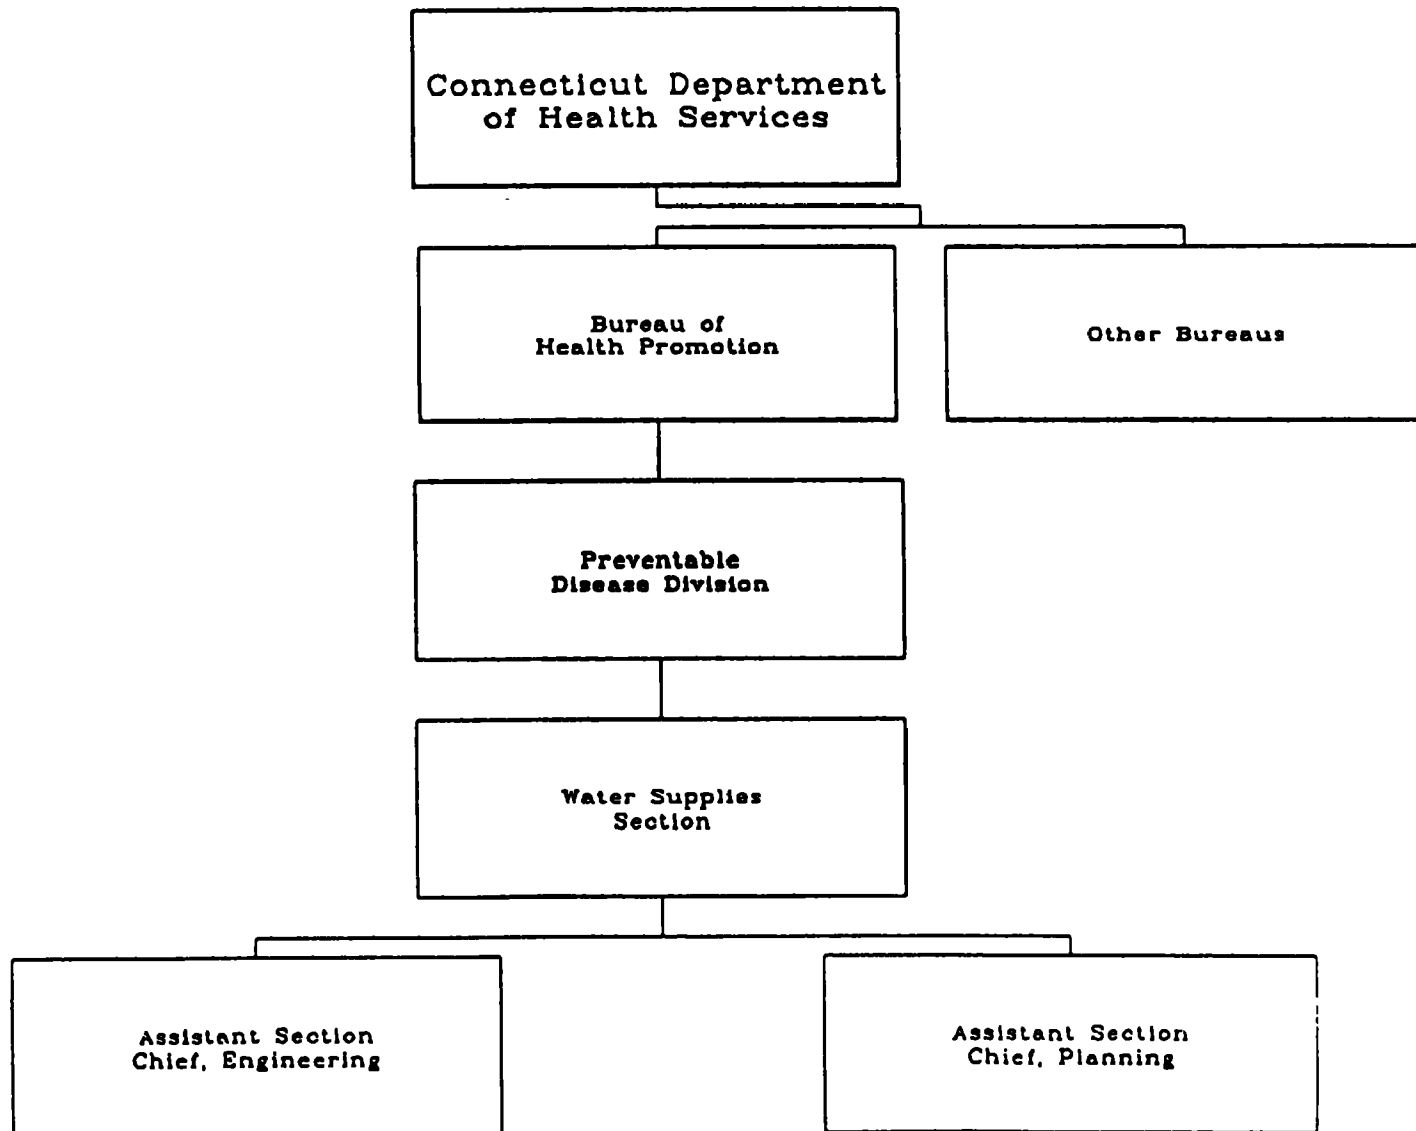 Connecticut Department
of Health Services
Bureau of
Health Promotion
Other Bureaus
Preventable
Disease Division
Water Supplies
Section
Assistant Section
Chief, Engineering
Assistant Section
Chief, Planning